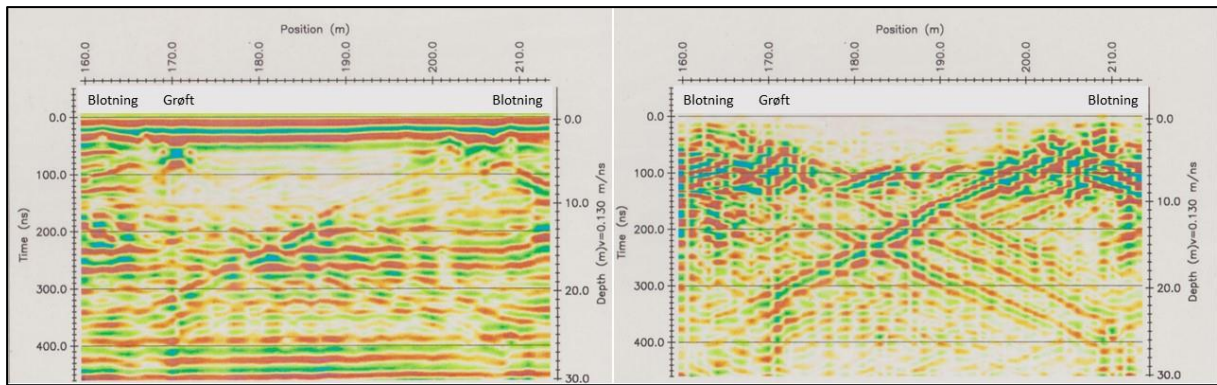 Position (m)
160.0 170.0 180.0 190.0 200.0 210.0
Blotning Grøft Blotning
0.0 0.0
100.0
10.0
200.0
300.0 20.0
400.0
30.0
Time (ns)
Depth (m)v=0.130 m/ns
Position (m)
160.0 170.0 180.0 190.0 200.0 210.0
Blotning Grøft Blotning
0.0 0.0
100.0
10.0
200.0
300.0 20.0
400.0
30.0
Time (ns)
Depth (m)v=0.130 m/ns